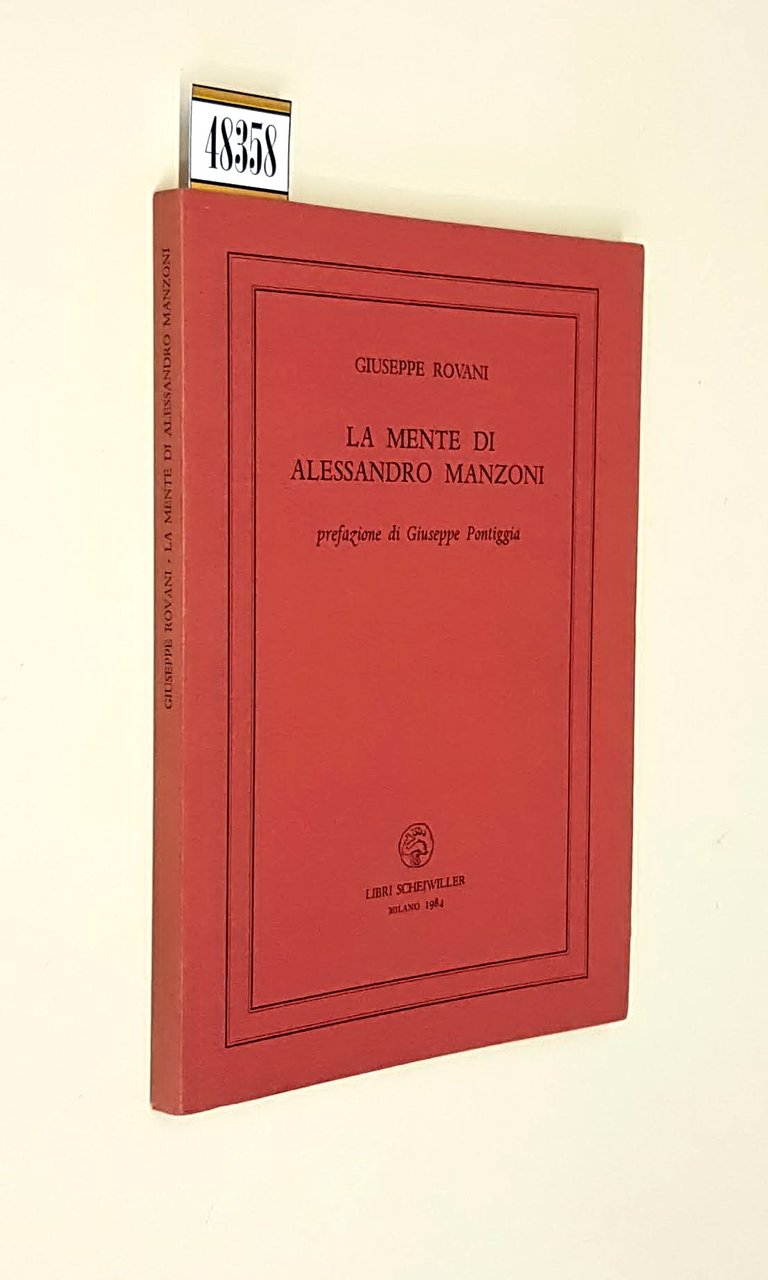 48358
GIUSEPPE ROVANI - LA MENTE DI ALESSANDRO MANZONI
GIUSEPPE ROVANI
LA MENTE DI
ALESSANDRO MANZONI
prefazione di Giuseppe Pontiggia
LIBRI SCHEIWILLER
MILANO 1984